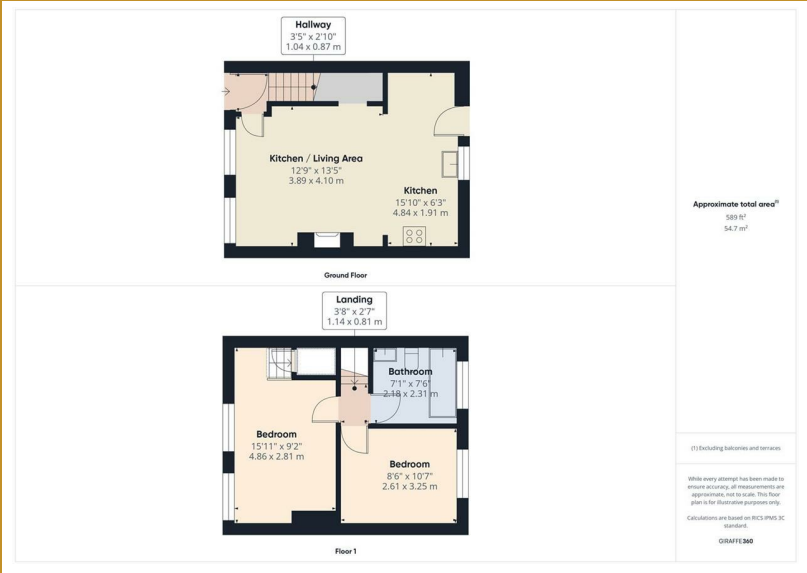 Hallway
3'5" x 2'10"
1.04 x 0.87 m
Kitchen / Living Area
12'9" x 13'5"
3.89 x 4.10 m
Kitchen
15'10" x 6'3"
4.84 x 1.91 m
Ground Floor
Landing
3'8" x 2'7"
1.14 x 0.81 m
Bathroom
7'1" x 7'6"
2.18 x 2.31 m
Bedroom
15'11" x 9'2"
4.86 x 2.81 m
Bedroom
8'6" x 10'7"
2.61 x 3.25 m
Floor 1
Approximate total area(1)
589 ft²
54.7 m²
(1) Excluding balconies and terraces
While every attempt has been made to
ensure accuracy, all measurements are
approximate, not to scale. This floor
plan is for illustrative purposes only.
Calculations are based on RICS IPMS 3C
standard.
GIRAFFE360